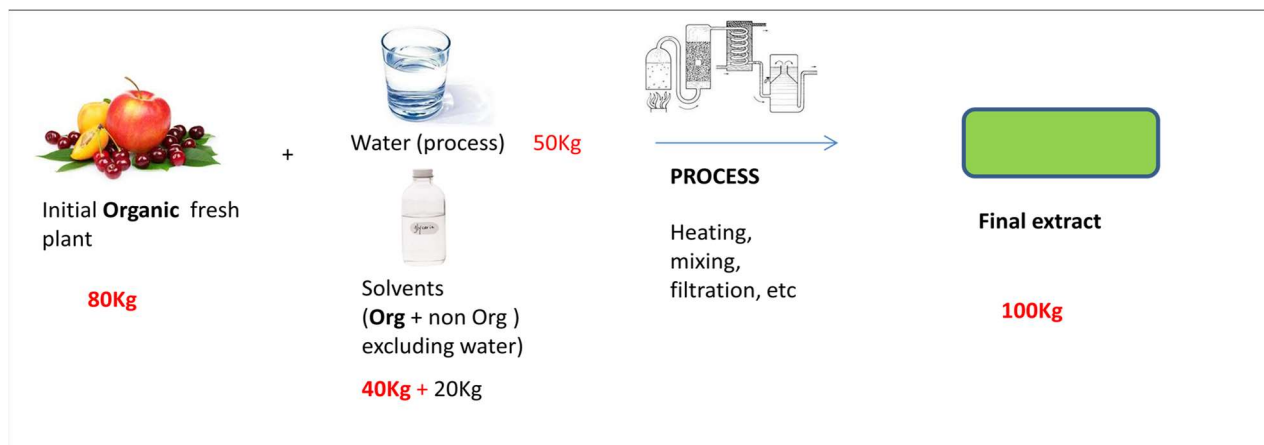 Water (process) 50Kg
+
Initial Organic fresh
plant
80Kg
Solvents
(Org + non Org )
excluding water)
40Kg + 20Kg
PROCESS
Heating,
mixing,
filtration, etc
Final extract
100Kg